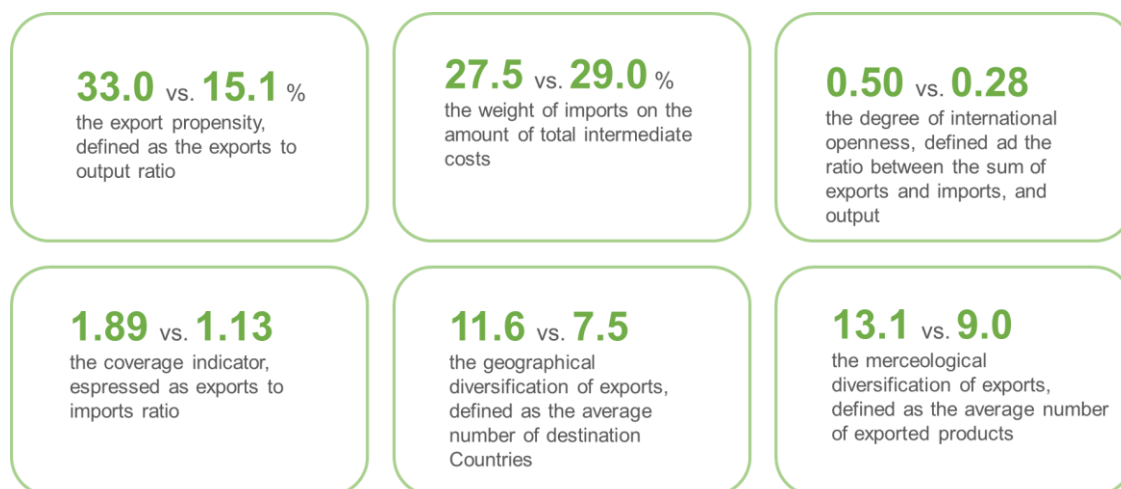 33.0 vs. 15.1 %
the export propensity,
defined as the exports to
output ratio
27.5 vs. 29.0 %
the weight of imports on the
amount of total intermediate
costs
0.50 vs. 0.28
the degree of international
openness, defined ad the
ratio between the sum of
exports and imports, and
output
1.89 vs. 1.13
the coverage indicator,
espressed as exports to
imports ratio
11.6 vs. 7.5
the geographical
diversification of exports,
defined as the average
number of destination
Countries
13.1 vs. 9.0
the merceological
diversification of exports,
defined as the average number
of exported products